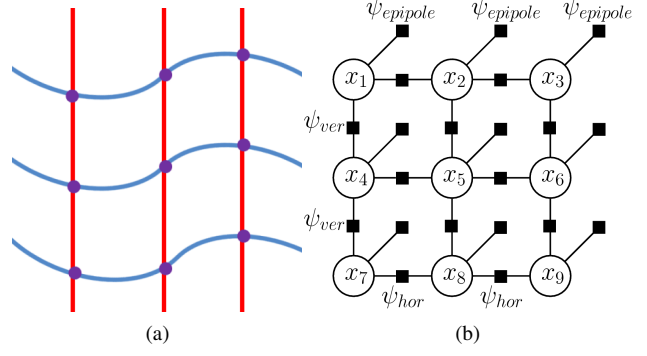 ψepipole ψepipole ψepipole
x1 x2 x3
ψver
x4 x5 x6
ψver
x7 x8 x9
ψhor ψhor
(a) (b)